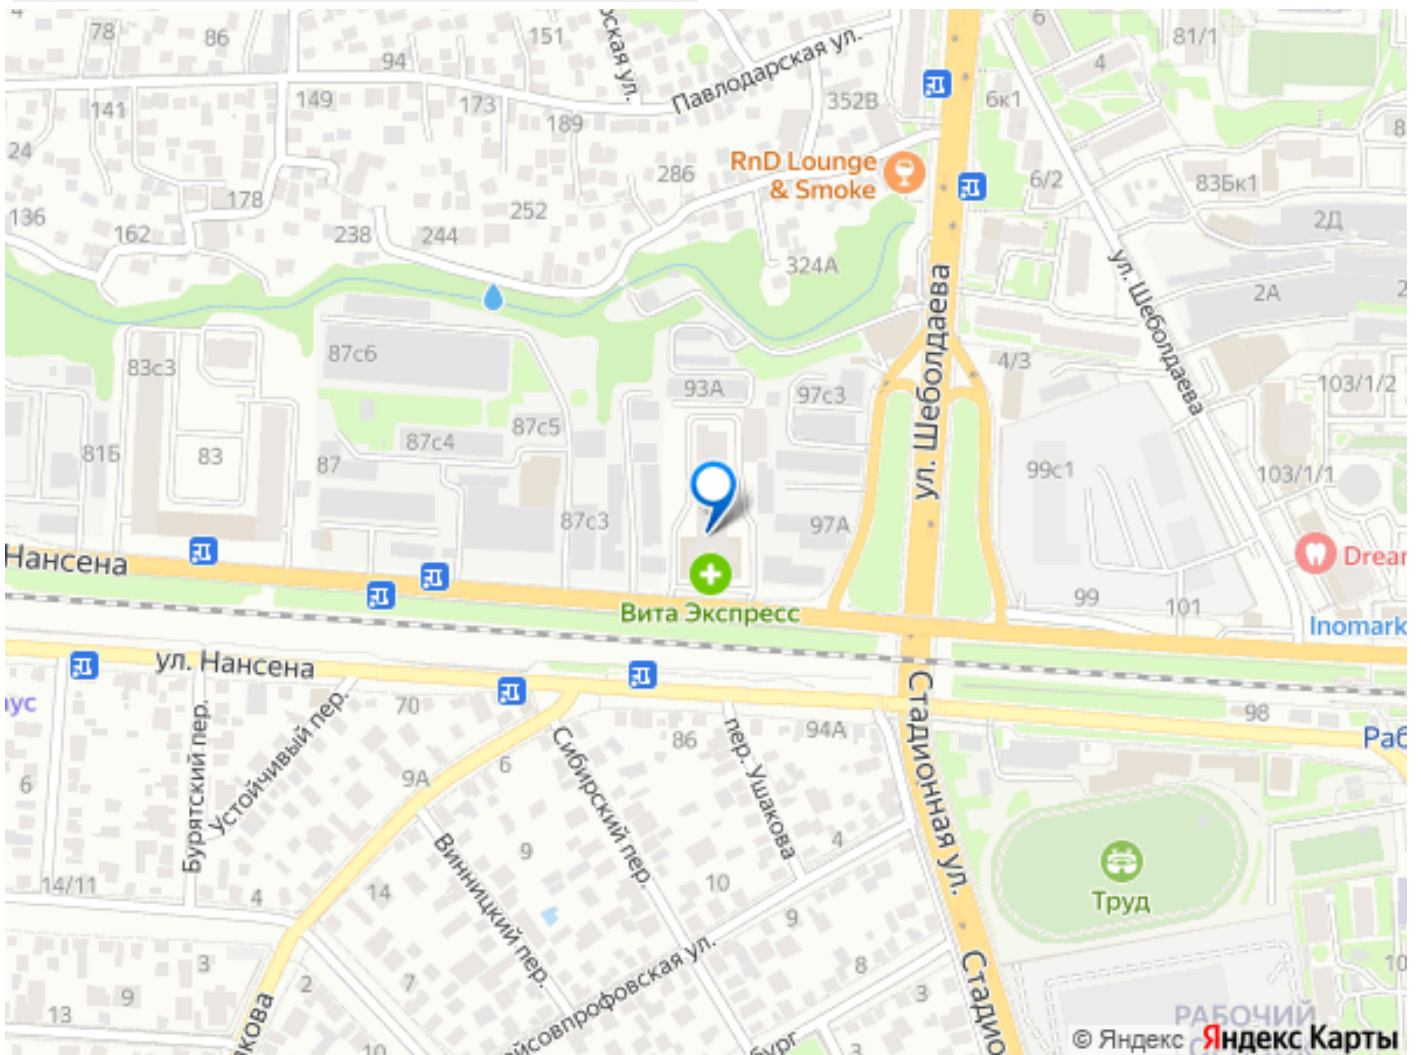 78
86
151
6
81/1
4
94
Павлодарская ул.
352В
6к1
149
141
173
189
24
RnD Lounge
& Smoke
286
6/2
83Бк1
178
136
252
2Д
162
238
244
324А
ул. Шеболдаева
ул. Шеболдаева
2А
83с3
87с6
93А
97с3
4/3
103/1/2
81Б
83
87с4
87с5
87
99с1
103/1/1
87с3
97А
Нансена
Вита Экспресс
99
101
Inomark
ул. Нансена
70
86
94А
98
Бурятский пер.
Устойчивый пер.
9А
6
6
Сибирский пер.
пер. Ушакова
Стадионная ул.
Винницкий пер.
9
4
14/11
4
14
10
9
Труд
3
9
13
2
7
8
3
10
3
РАБОЧИЙ
© Яндекс Яндекс Карты